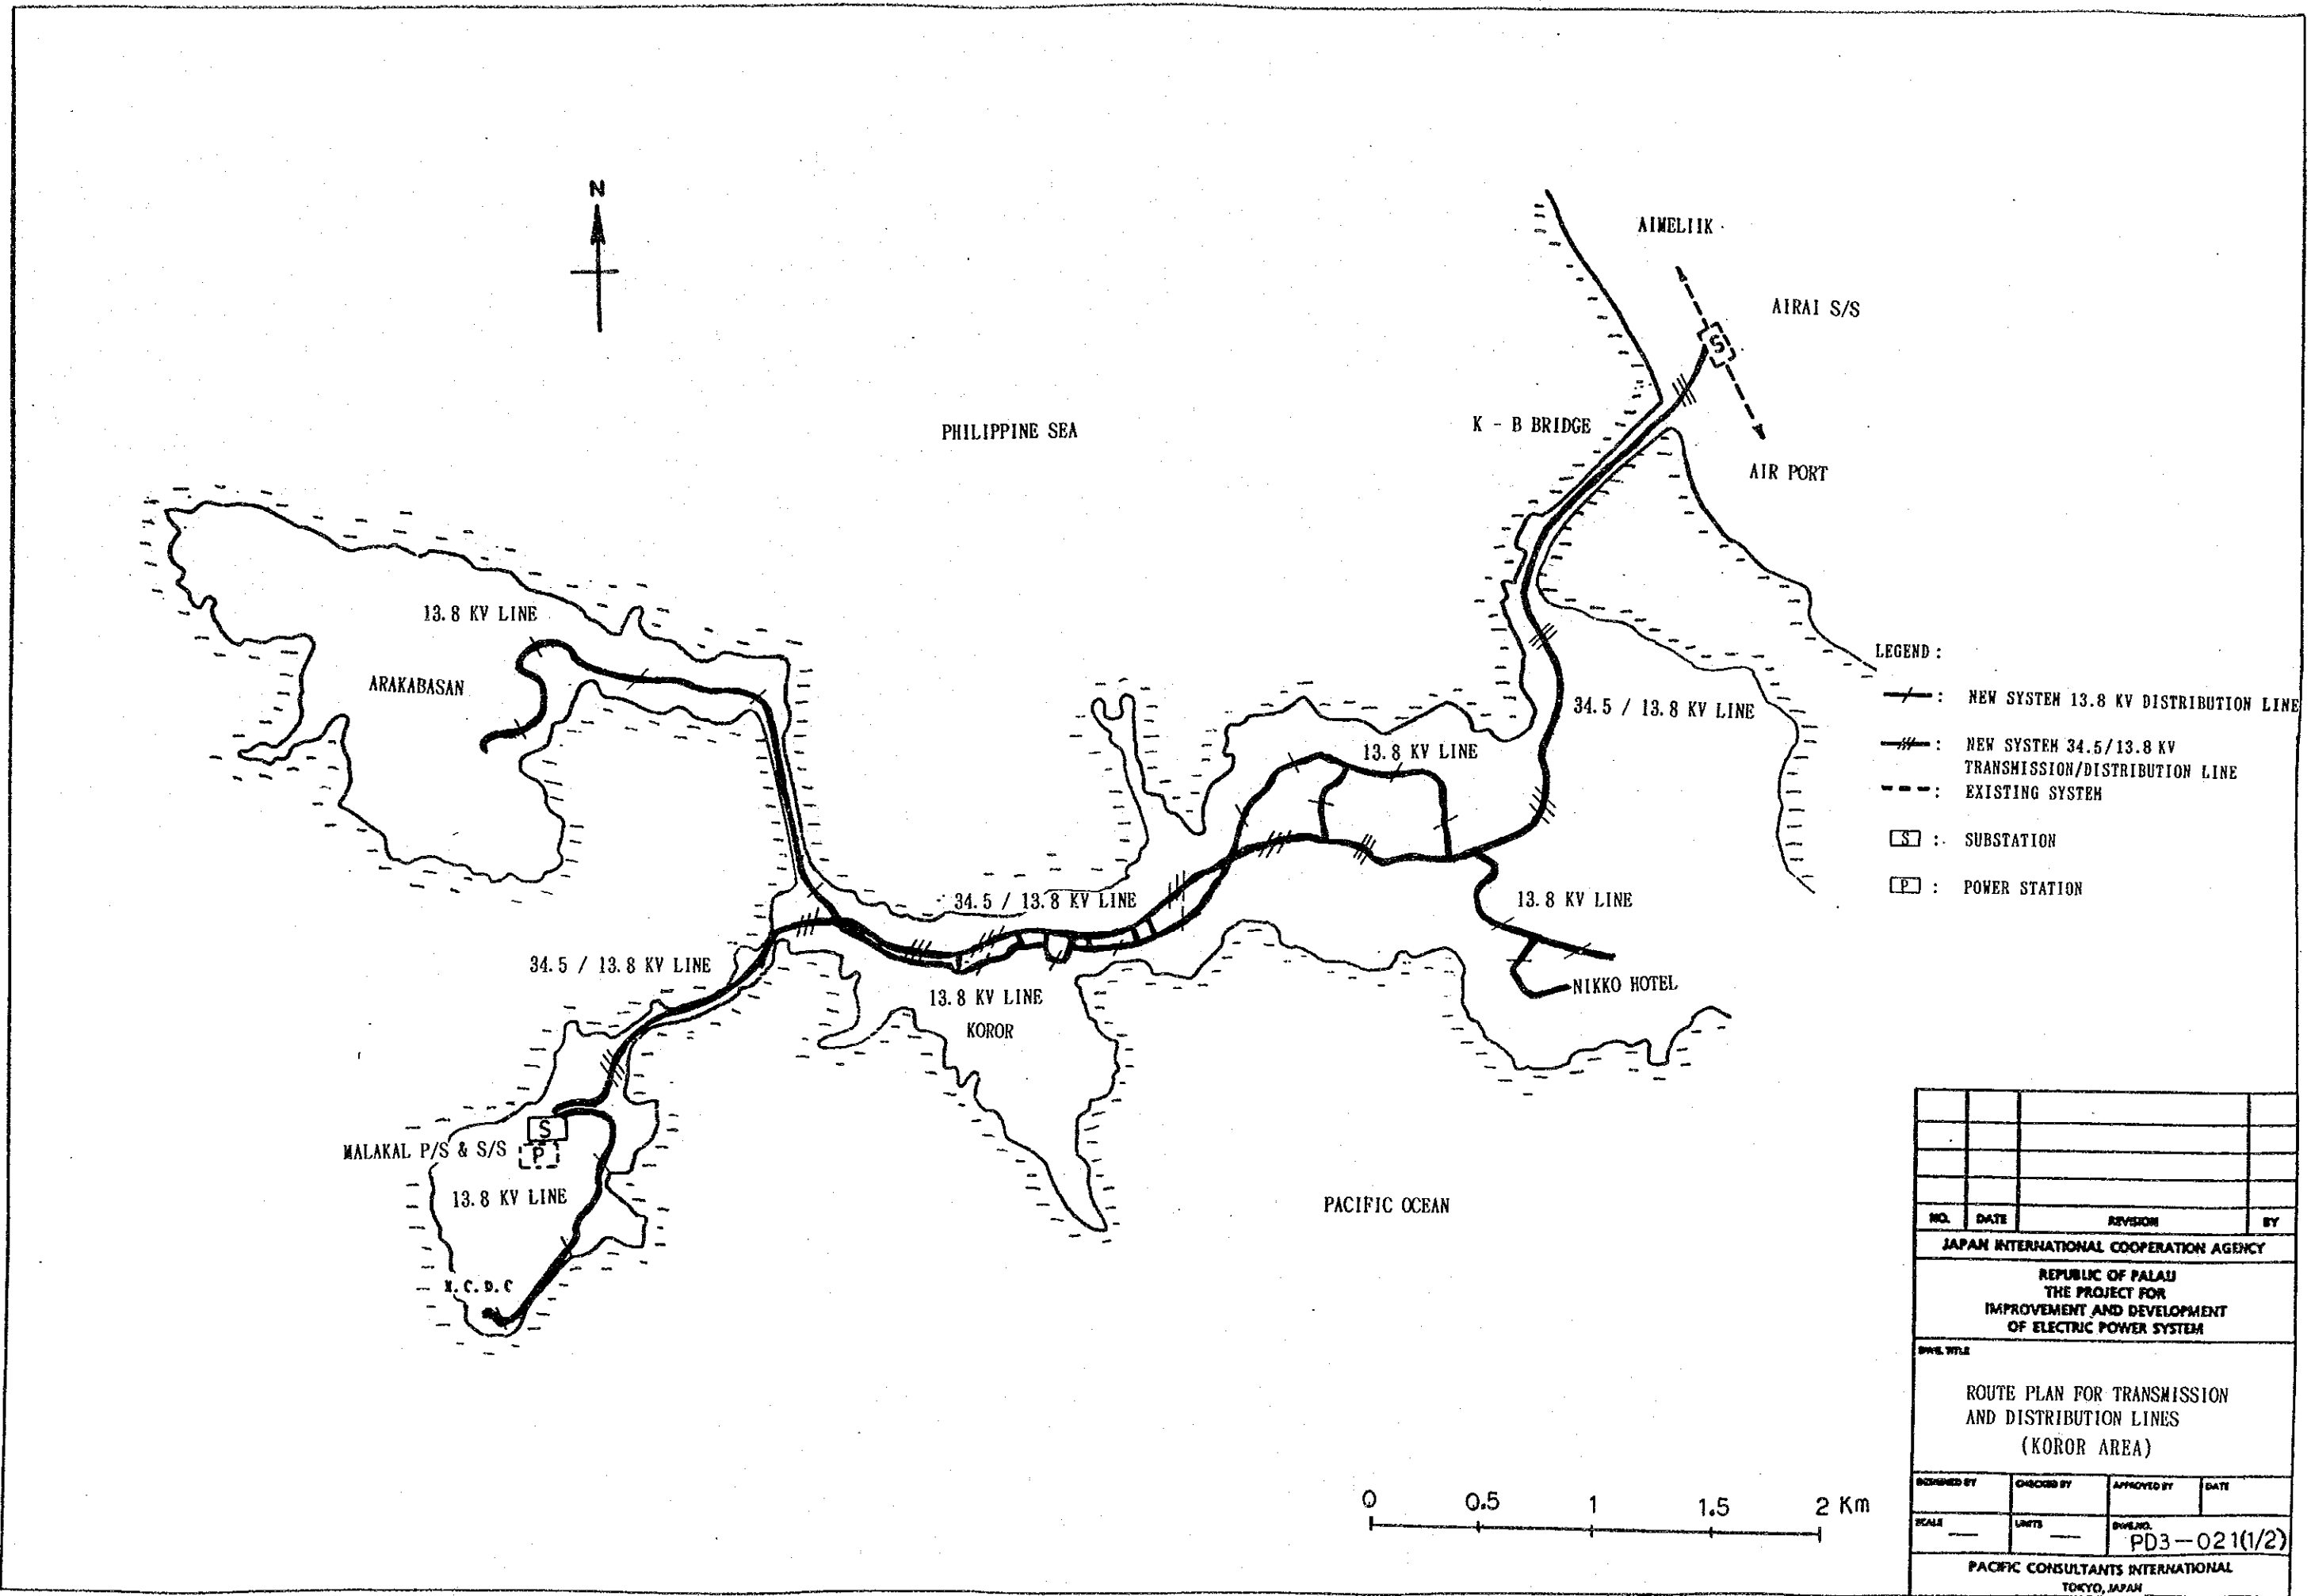 N
AIMELIIK
AIRAI S/S
S
K - B BRIDGE
PHILIPPINE SEA
AIR PORT
13.8 KV LINE
ARAKABASAN
34.5 / 13.8 KV LINE
13.8 KV LINE
34.5 / 13.8 KV LINE
13.8 KV LINE
34.5 / 13.8 KV LINE
NIKKO HOTEL
13.8 KV LINE
KOROR
S
MALAKAL P/S & S/S
P
13.8 KV LINE
PACIFIC OCEAN
LEGEND :
: NEW SYSTEM 13.8 KV DISTRIBUTION LINE
: NEW SYSTEM 34.5/13.8 KV
TRANSMISSION/DISTRIBUTION LINE
: EXISTING SYSTEM
S : SUBSTATION
P : POWER STATION
0 0.5 1 1.5 2 Km
NO. DATE REVISION BY
JAPAN INTERNATIONAL COOPERATION AGENCY
REPUBLIC OF PALAU
THE PROJECT FOR
IMPROVEMENT AND DEVELOPMENT
OF ELECTRIC POWER SYSTEM
DWG. TITLE
ROUTE PLAN FOR TRANSMISSION
AND DISTRIBUTION LINES
(KOROR AREA)
DESIGNED BY CHECKED BY APPROVED BY DATE
SCALE — UNITS — DWG.NO.
PD3-021(1/2)
PACIFIC CONSULTANTS INTERNATIONAL
TOKYO, JAPAN